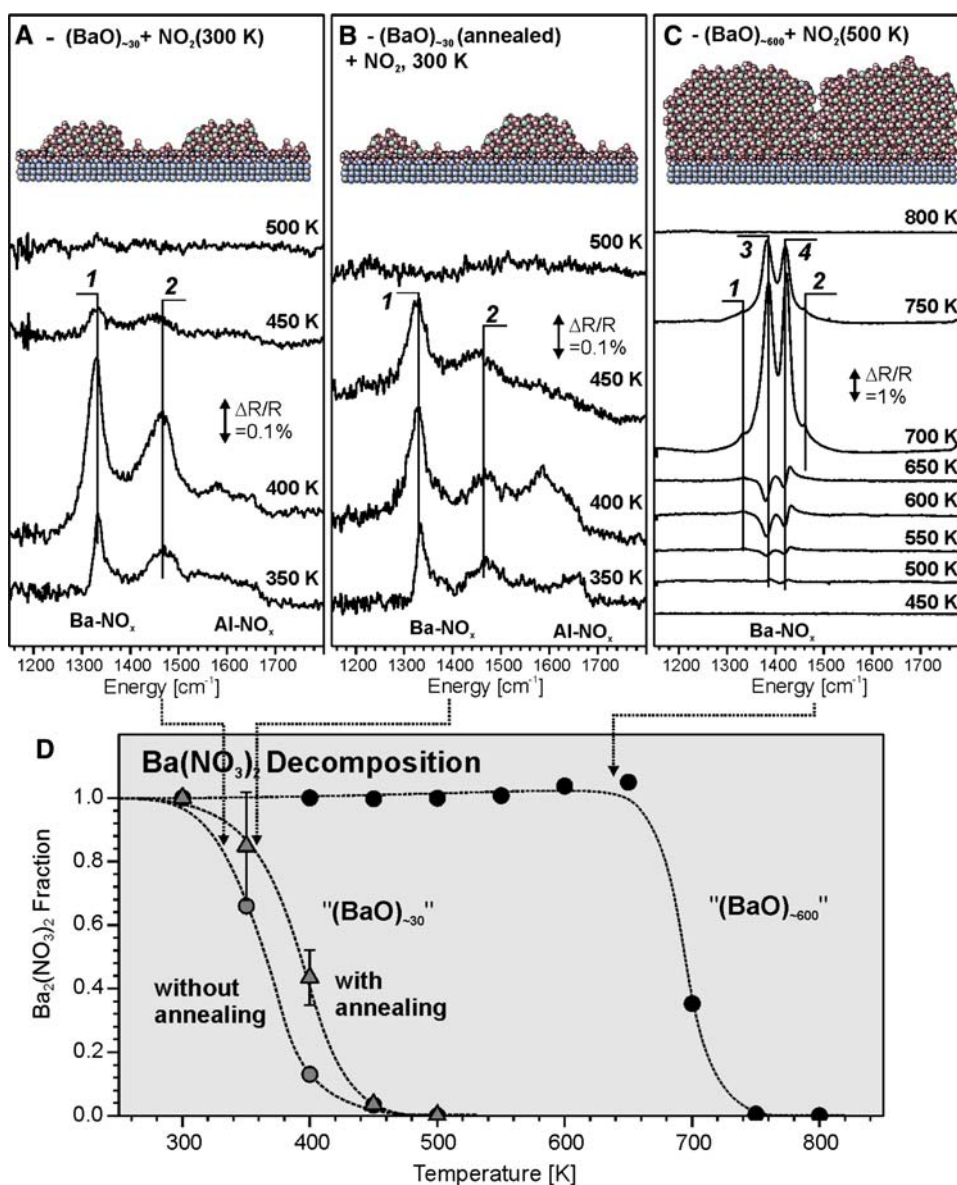 A - (BaO)~30 + NO2(300 K)
B - (BaO)~30 (annealed)
+ NO2, 300 K
C - (BaO)~600 + NO2(500 K)
500 K
1
2
450 K
ΔR/R
=0.1%
400 K
350 K
Ba-NOx
Al-NOx
1200 1300 1400 1500 1600 1700
Energy [cm-1]
500 K
1
2
ΔR/R
=0.1%
450 K
400 K
350 K
Ba-NOx
Al-NOx
1200 1300 1400 1500 1600 1700
Energy [cm-1]
800 K
3
4
1
2
750 K
ΔR/R
=1%
700 K
650 K
600 K
550 K
500 K
450 K
Ba-NOx
1200 1300 1400 1500 1600 1700
Energy [cm-1]
D
Ba(NO3)2 Decomposition
1.0
0.8
0.6
0.4
0.2
0.0
Ba2(NO3)2 Fraction
"(BaO)~30"
"(BaO)~600"
without
annealing
with
annealing
300 400 500 600 700 800
Temperature [K]